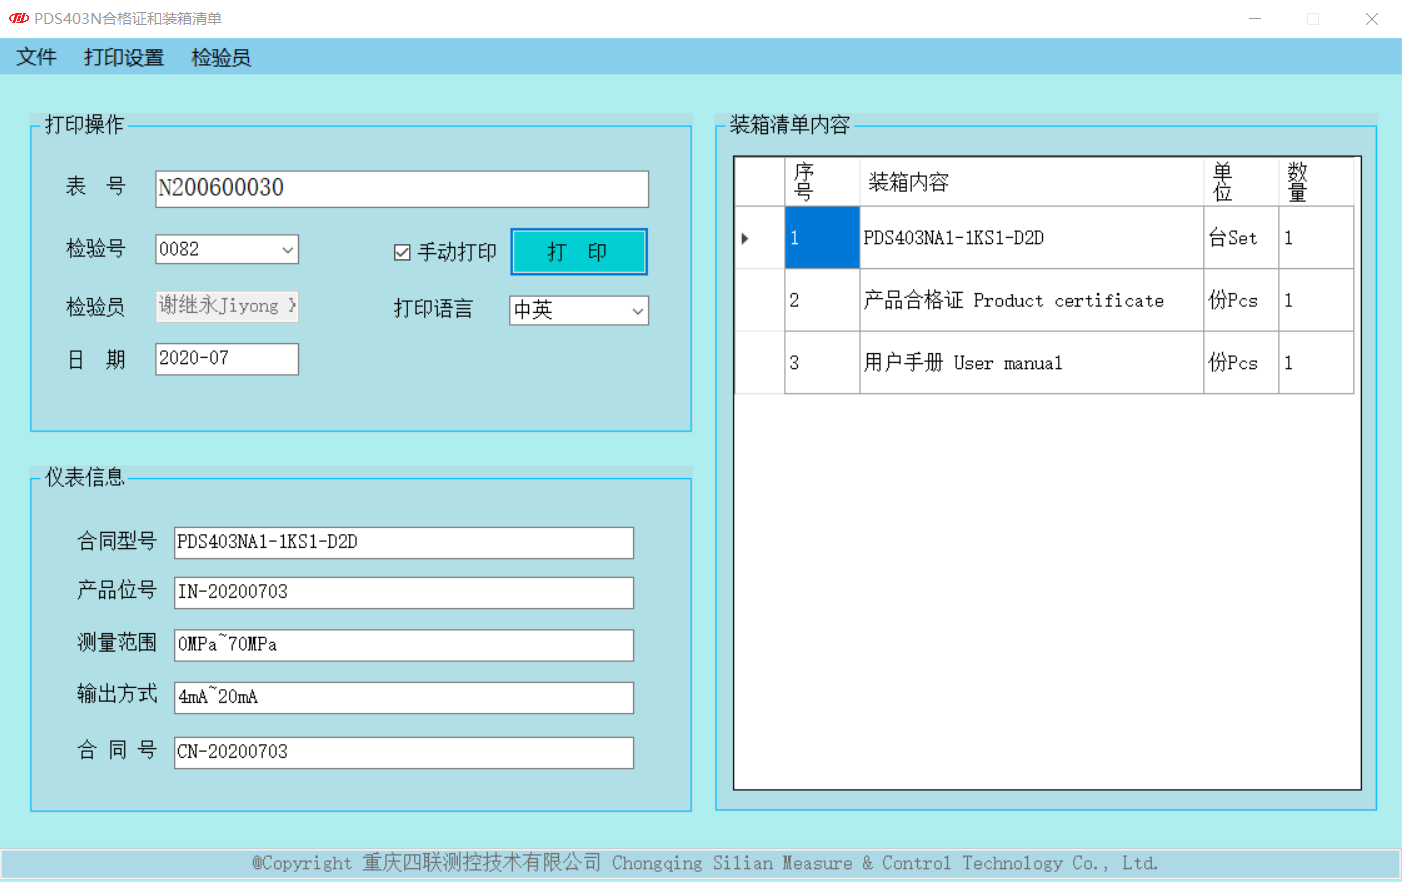 PDS403N合格证和装箱清单
文件 打印设置 检验员
打印操作
表 号 N200600030
检验号 0082 手动打印 打 印
检验员 谢继永Jiyong
打印语言 中英
日 期 2020-07
仪表信息
合同型号 PDS403NA1-1KS1-D2D
产品位号 IN-20200703
测量范围 0MPa~70MPa
输出方式 4mA~20mA
合 同 号 CN-20200703
装箱清单内容
序号 装箱内容 单位 数量
1 PDS403NA1-1KS1-D2D 台Set 1
2 产品合格证 Product certificate 份Pcs 1
3 用户手册 User manual 份Pcs 1
@Copyright 重庆四联测控技术有限公司 Chongqing Silian Measure & Control Technology Co., Ltd.